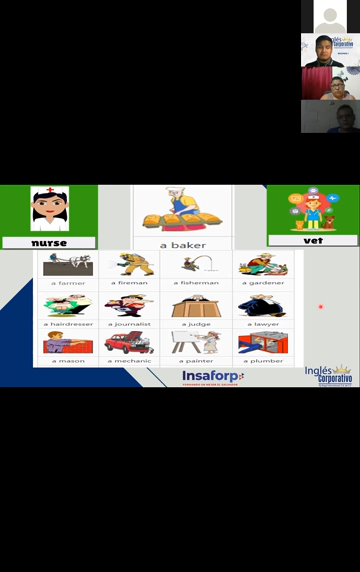 Inglés
Corporativo
nurse
a baker
vet
a farmer
a fireman
a fisherman
a gardener
a hairdresser
a journalist
a judge
a lawyer
a mason
a mechanic
a painter
a plumber
Insaforp
Inglés
Corporativo